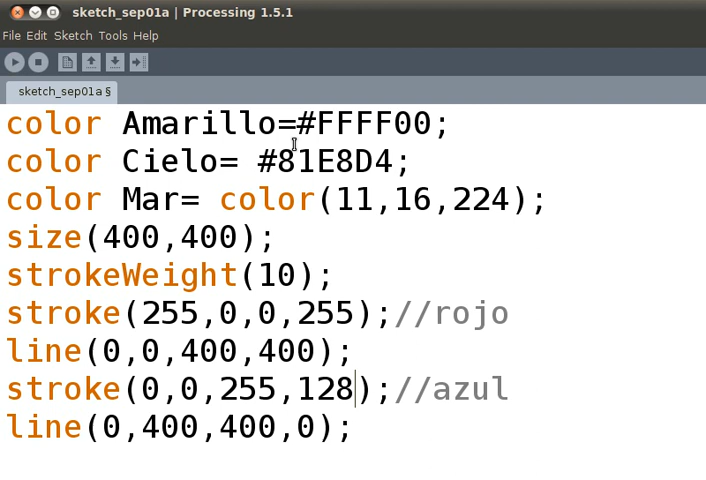 sketch_sep01a | Processing 1.5.1
File Edit Sketch Tools Help
sketch_sep01a §
color Amarillo=#FFFF00;
color Cielo= #81E8D4;
color Mar= color(11,16,224);
size(400,400);
strokeWeight(10);
stroke(255,0,0,255);//rojo
line(0,0,400,400);
stroke(0,0,255,128);//azul
line(0,400,400,0);